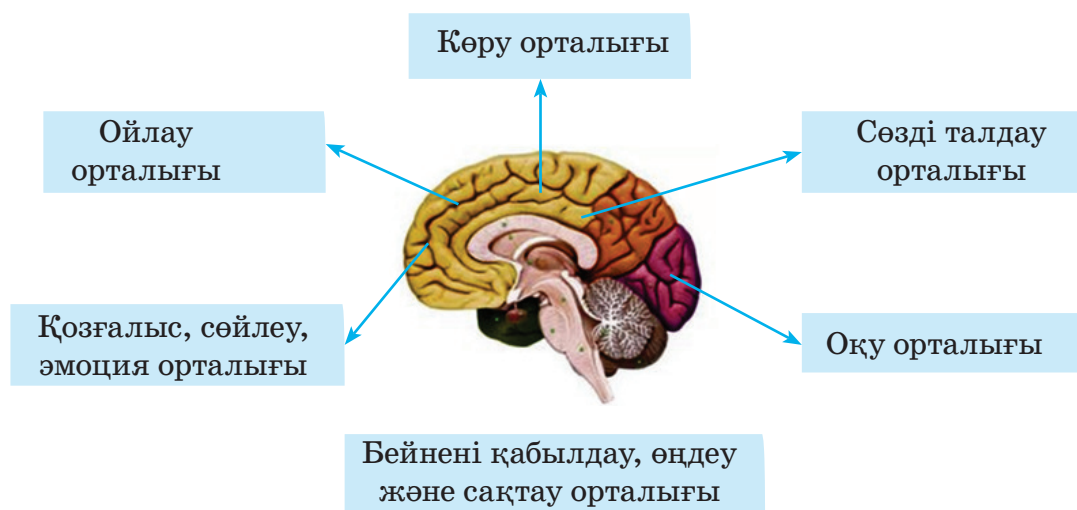 Көру орталығы
Ойлау
орталығы
Сөзді талдау
орталығы
Қозғалыс, сөйлеу,
эмоция орталығы
Оқу орталығы
Бейнені қабылдау, өңдеу
және сақтау орталығы